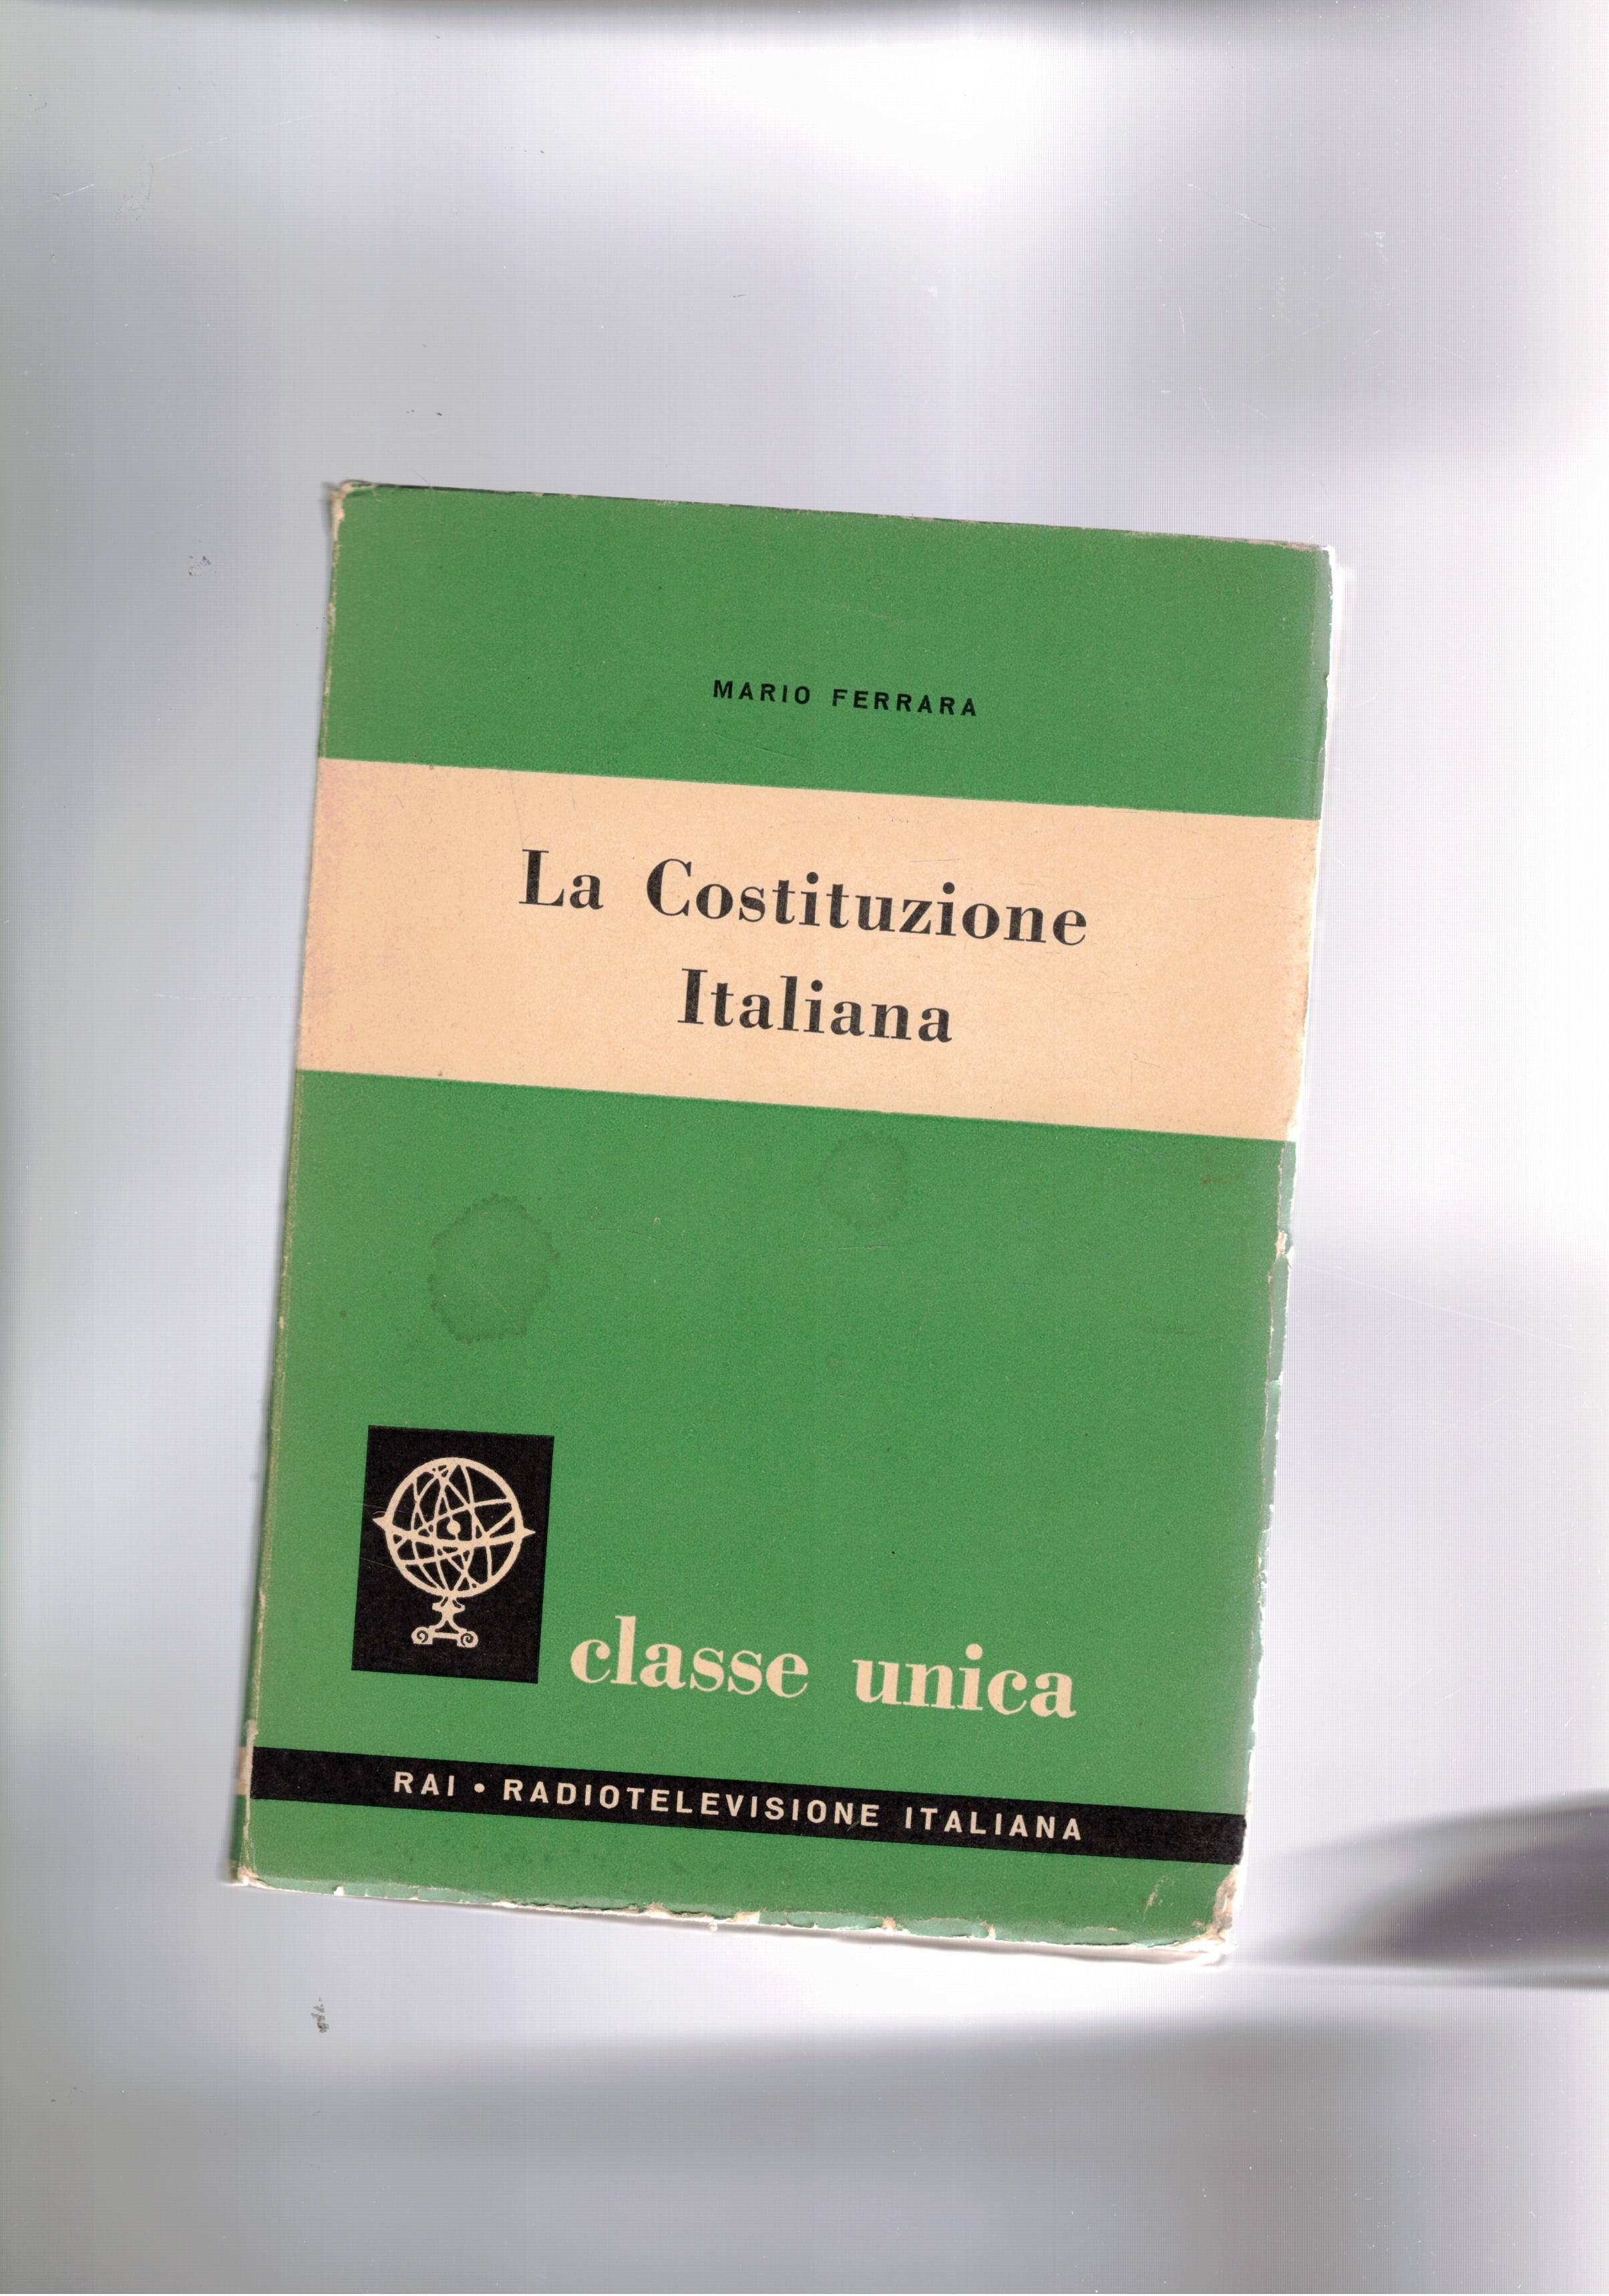 MARIO FERRARA
La Costituzione
Italiana
classe unica
RAI • RADIOTELEVISIONE ITALIANA